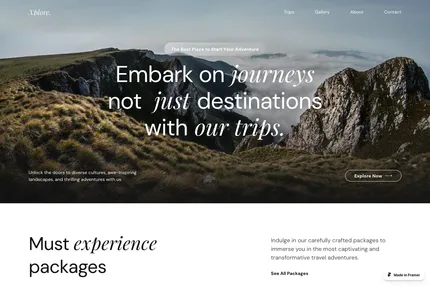 Xplore.
Trips Gallery About Contact
The Best Place to Start Your Adventure
Embark on journeys
not just destinations
with our trips.
Unlock the doors to diverse cultures, awe-inspiring
landscapes, and thrilling adventures with us
Explore Now
Must experience
packages
Indulge in our carefully crafted packages to
immerse you in the most captivating and
transformative travel adventures.
See All Packages
Made in Framer